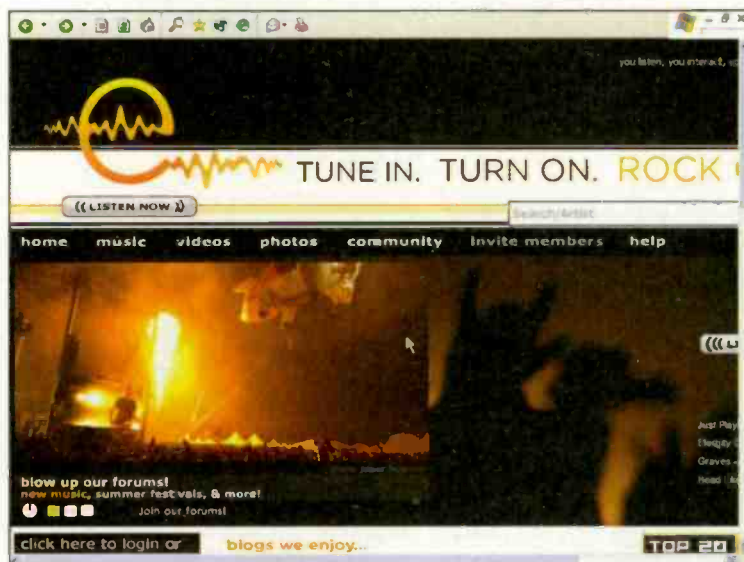 you listen, you interact,
TUNE IN. TURN ON. ROCK
((LISTEN NOW))
Search/Artist
home music videos photos community Invite members help
Just Play
Graves
blow up our forums!
new music, summer festivals, & more!
Join our forums!
click here to login or
blogs we enjoy...
TOP 20